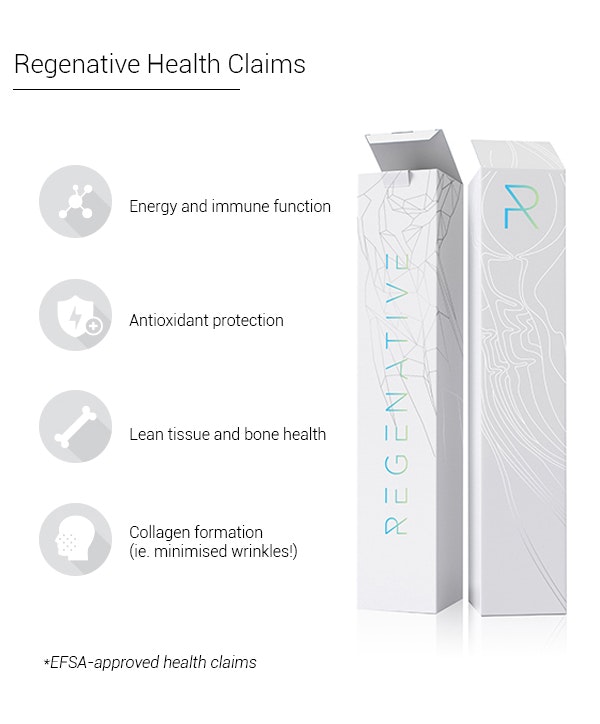 Regenative Health Claims
Energy and immune function
Antioxidant protection
Lean tissue and bone health
Collagen formation
(ie. minimised wrinkles!)
*EFSA-approved health claims
REGENATIVE
R